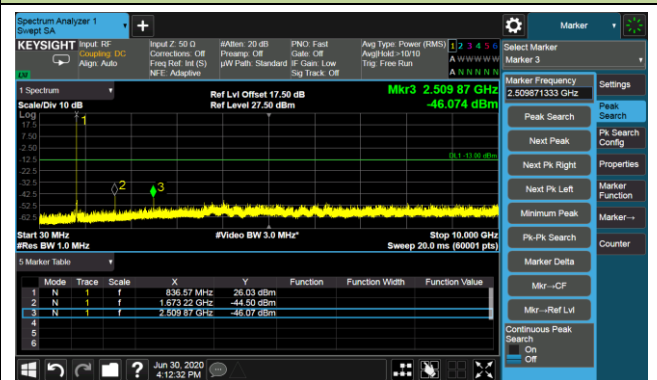 Spectrum Analyzer 1
Swept SA
+
Marker
KEYSIGHT
Input: RF
Coupling: DC
Align: Auto
Input Z: 50 Ω
Corrections: Off
Freq Ref: Int (S)
NFE: Adaptive
#Atten: 20 dB
Preamp: Off
µW Path: Standard
PNO: Fast
Gate: Off
IF Gain: Low
Sig Track: Off
Avg Type: Power (RMS)
Avg|Hold:>10/10
Trig: Free Run
1 2 3 4 5 6
A W W W W W
A N N N N N
LXI
Select Marker
Marker 3
1 Spectrum
Scale/Div 10 dB
Log
Ref Lvl Offset 17.50 dB
Ref Level 27.50 dBm
Mkr3 2.509 87 GHz
-46.074 dBm
17.5
7.50
-2.50
-12.5
-22.5
-32.5
-42.5
-52.5
-62.5
1
2
3
DL1 -13.00 dBm
Start 30 MHz
#Res BW 1.0 MHz
#Video BW 3.0 MHz*
Stop 10.000 GHz
Sweep 20.0 ms (60001 pts)
5 Marker Table
Mode Trace Scale X Y Function Function Width Function Value
1 N 1 f 836.57 MHz 26.03 dBm
2 N 1 f 1.673 22 GHz -44.50 dBm
3 N 1 f 2.509 87 GHz -46.07 dBm
4
5
6
Marker Frequency
2.509871333 GHz
Peak Search
Next Peak
Next Pk Right
Next Pk Left
Minimum Peak
Pk-Pk Search
Marker Delta
Mkr→CF
Mkr→Ref Lvl
Continuous Peak
Search
On
Off
Settings
Peak
Search
Pk Search
Config
Properties
Marker
Function
Marker→
Counter
?
Jun 30, 2020
4:12:32 PM